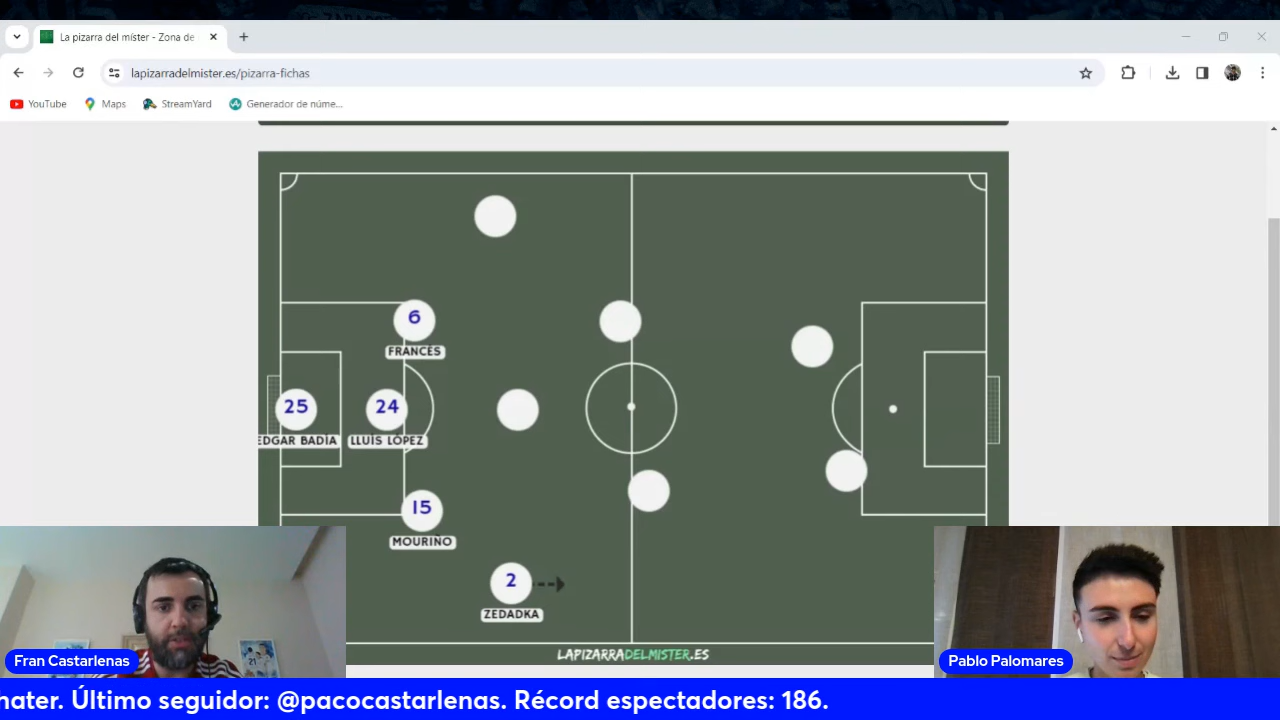 La pizarra del míster - Zona de
lapizarradelmister.es/pizarra-fichas
YouTube
Maps
StreamYard
Generador de núme...
6
FRANCÉS
25
EDGAR BADÍA
24
LLUÍS LÓPEZ
15
MOURIÑO
2
ZEDADKA
LAPIZARRADELMISTER.ES
Fran Castarlenas
Pablo Palomares
hater. Último seguidor: @pacocastarlenas. Récord espectadores: 186.